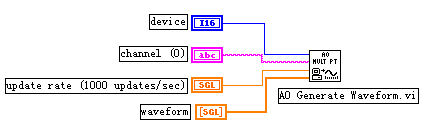 device
I16
AO
MULT PT
channel (0)
abc
update rate (1000 updates/sec)
SGL
AO Generate Waveform.vi
waveform
[SGL]